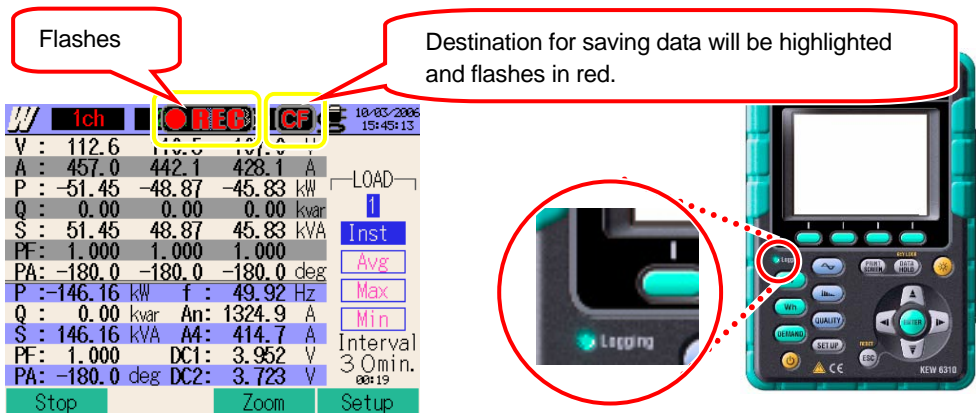 Flashes
Destination for saving data will be highlighted
and flashes in red.
W 1ch REC CF 10/03/2006
15:45:13
V : 112.6
A : 457.0 442.1 428.1 A
P : -51.45 -48.87 -45.83 kW
Q : 0.00 0.00 0.00 kvar
S : 51.45 48.87 45.83 kVA
PF: 1.000 1.000 1.000
PA: -180.0 -180.0 -180.0 deg
P :-146.16 kW f : 49.92 Hz
Q : 0.00 kvar An: 1324.9 A
S : 146.16 kVA A4: 414.7 A
PF: 1.000 DC1: 3.952 V
PA: -180.0 deg DC2: 3.723 V
LOAD
1
Inst
Avg
Max
Min
Interval
30min.
00:19
Stop Zoom Setup
Logging
Logging
PRINT
SCREEN
KEY LOCK
DATA
HOLD
Wh
QUALITY
DEMAND
SET UP
ENTER
RESET
ESC
CE
KEW 6310